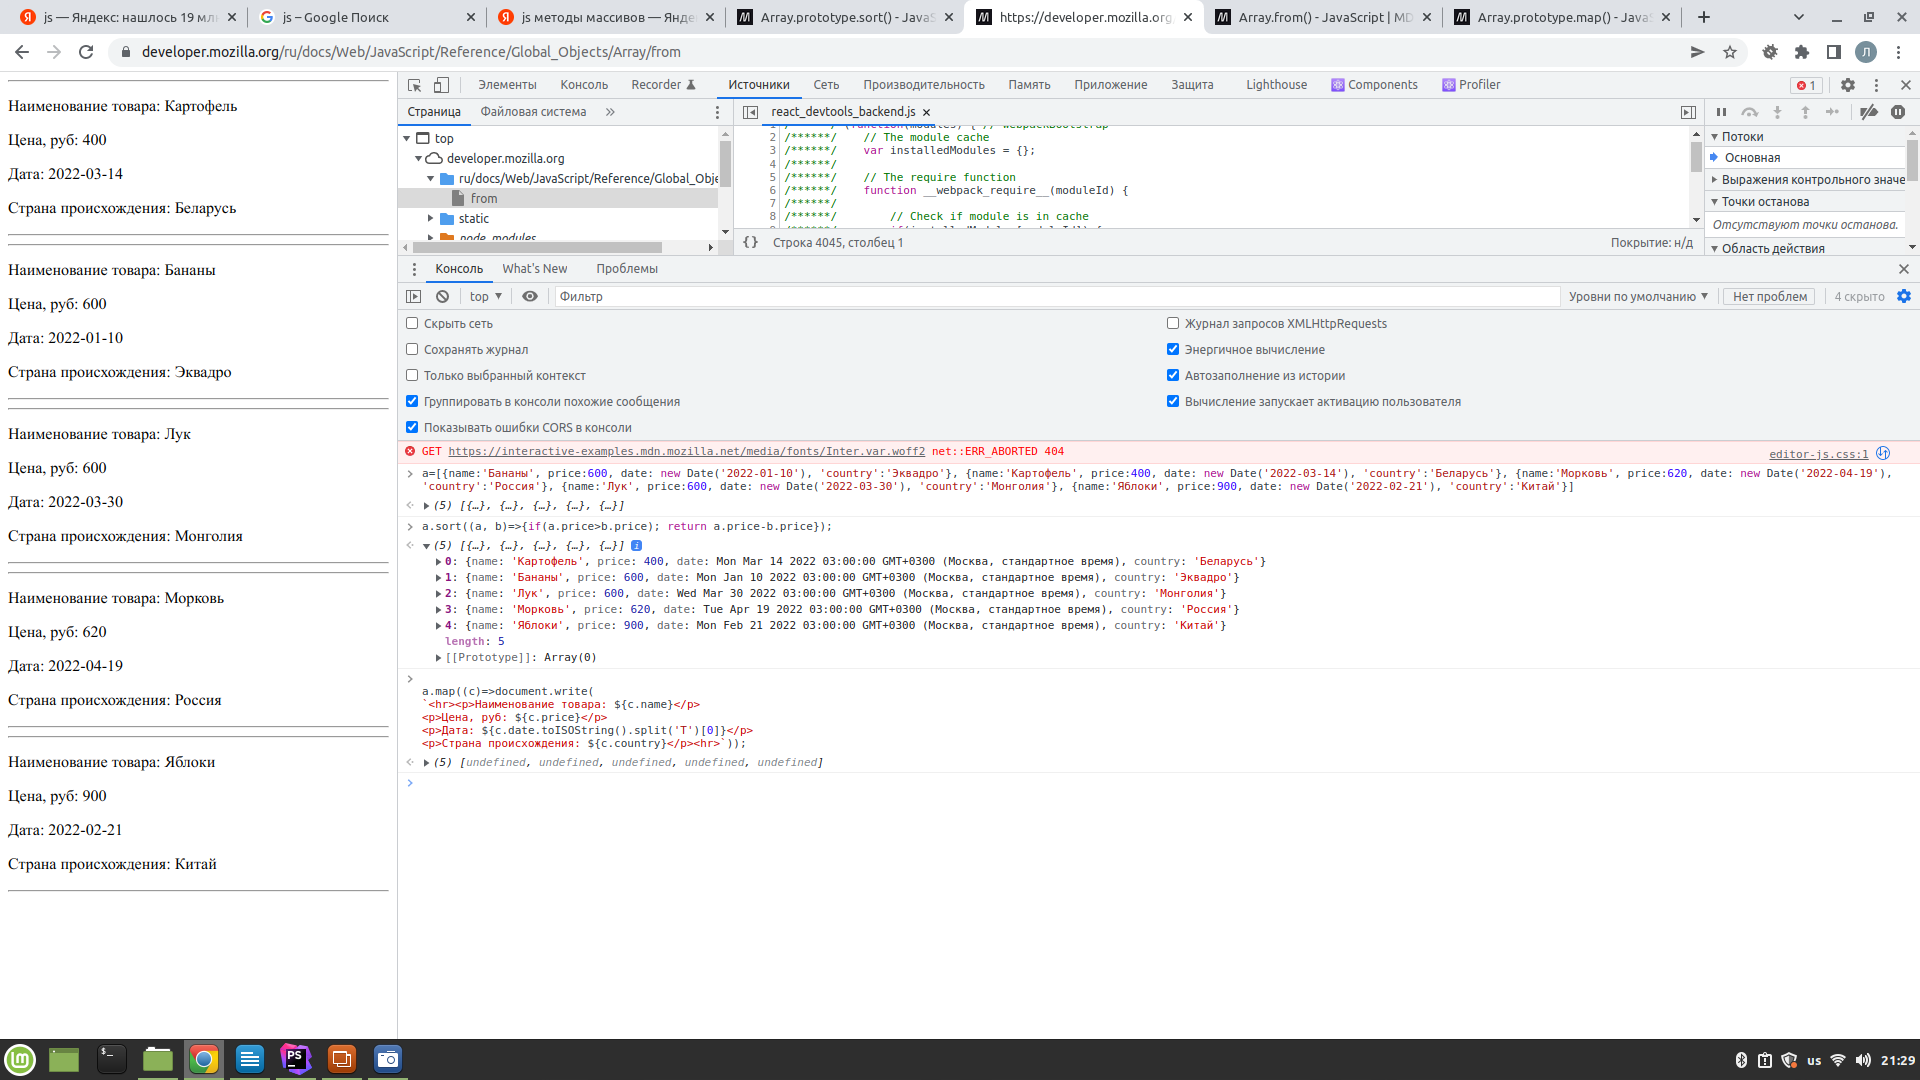 js — Яндекс: нашлось 19 мл
js – Google Поиск
js методы массивов — Янде
Array.prototype.sort() - JavaS
https://developer.mozilla.org
Array.from() - JavaScript | MD
Array.prototype.map() - JavaS
developer.mozilla.org/ru/docs/Web/JavaScript/Reference/Global_Objects/Array/from
Л
Наименование товара: Картофель
Цена, руб: 400
Дата: 2022-03-14
Страна происхождения: Беларусь
Наименование товара: Бананы
Цена, руб: 600
Дата: 2022-01-10
Страна происхождения: Эквадро
Наименование товара: Лук
Цена, руб: 600
Дата: 2022-03-30
Страна происхождения: Монголия
Наименование товара: Морковь
Цена, руб: 620
Дата: 2022-04-19
Страна происхождения: Россия
Наименование товара: Яблоки
Цена, руб: 900
Дата: 2022-02-21
Страна происхождения: Китай
Элементы Консоль Recorder Источники Сеть Производительность Память Приложение Защита Lighthouse Components Profiler 1
Страница Файловая система »
top
developer.mozilla.org
ru/docs/Web/JavaScript/Reference/Global_Obje
from
static
node_modules
react_devtools_backend.js
1 /******/ (function(modules) { // webpackBootstrap
2 /******/ // The module cache
3 /******/ var installedModules = {};
4 /******/
5 /******/ // The require function
6 /******/ function __webpack_require__(moduleId) {
7 /******/
8 /******/ // Check if module is in cache
{} Строка 4045, столбец 1 Покрытие: н/д
Потоки
Основная
Выражения контрольного значе
Точки останова
Отсутствуют точки останова.
Область действия
Консоль What's New Проблемы
top Фильтр Уровни по умолчанию Нет проблем 4 скрыто
Скрыть сеть
Сохранять журнал
Только выбранный контекст
Группировать в консоли похожие сообщения
Показывать ошибки CORS в консоли
Журнал запросов XMLHttpRequests
Энергичное вычисление
Автозаполнение из истории
Вычисление запускает активацию пользователя
GET https://interactive-examples.mdn.mozilla.net/media/fonts/Inter.var.woff2 net::ERR_ABORTED 404 editor-js.css:1
a=[{name:'Бананы', price:600, date: new Date('2022-01-10'), 'country':'Эквадро'}, {name:'Картофель', price:400, date: new Date('2022-03-14'), 'country':'Беларусь'}, {name:'Морковь', price:620, date: new Date('2022-04-19'),
'country':'Россия'}, {name:'Лук', price:600, date: new Date('2022-03-30'), 'country':'Монголия'}, {name:'Яблоки', price:900, date: new Date('2022-02-21'), 'country':'Китай'}]
(5) [{…}, {…}, {…}, {…}, {…}]
a.sort((a, b)=>{if(a.price>b.price); return a.price-b.price});
(5) [{…}, {…}, {…}, {…}, {…}] i
0: {name: 'Картофель', price: 400, date: Mon Mar 14 2022 03:00:00 GMT+0300 (Москва, стандартное время), country: 'Беларусь'}
1: {name: 'Бананы', price: 600, date: Mon Jan 10 2022 03:00:00 GMT+0300 (Москва, стандартное время), country: 'Эквадро'}
2: {name: 'Лук', price: 600, date: Wed Mar 30 2022 03:00:00 GMT+0300 (Москва, стандартное время), country: 'Монголия'}
3: {name: 'Морковь', price: 620, date: Tue Apr 19 2022 03:00:00 GMT+0300 (Москва, стандартное время), country: 'Россия'}
4: {name: 'Яблоки', price: 900, date: Mon Feb 21 2022 03:00:00 GMT+0300 (Москва, стандартное время), country: 'Китай'}
length: 5
[[Prototype]]: Array(0)
a.map((c)=>document.write(
`<hr><p>Наименование товара: ${c.name}</p>
<p>Цена, руб: ${c.price}</p>
<p>Дата: ${c.date.toISOString().split('T')[0]}</p>
<p>Страна происхождения: ${c.country}</p><hr>`));
(5) [undefined, undefined, undefined, undefined, undefined]
PS
us 21:29